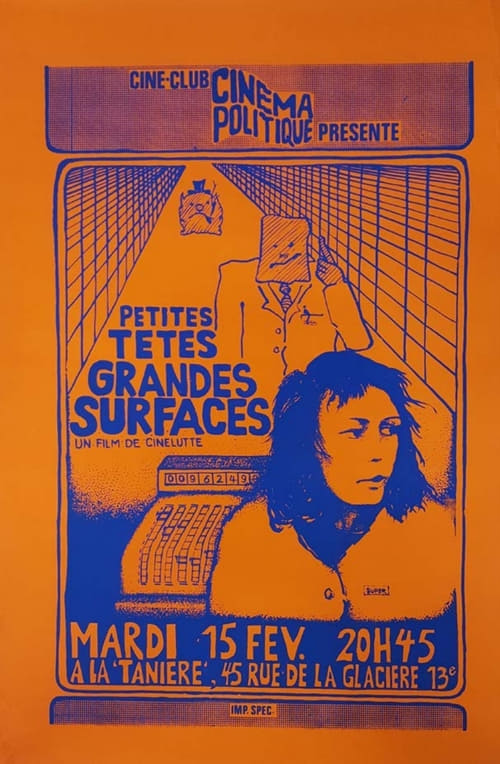 CINE-CLUB CINEMA
POLITIQUE PRESENTE
PETITES
TETES
GRANDES
SURFACES
UN FILM DE CINELUTTE
0096249
SUPER
MARDI 15 FEV. 20H45
A LA 'TANIERE', 45 RUE DE LA GLACIERE 13e
IMP. SPEC.